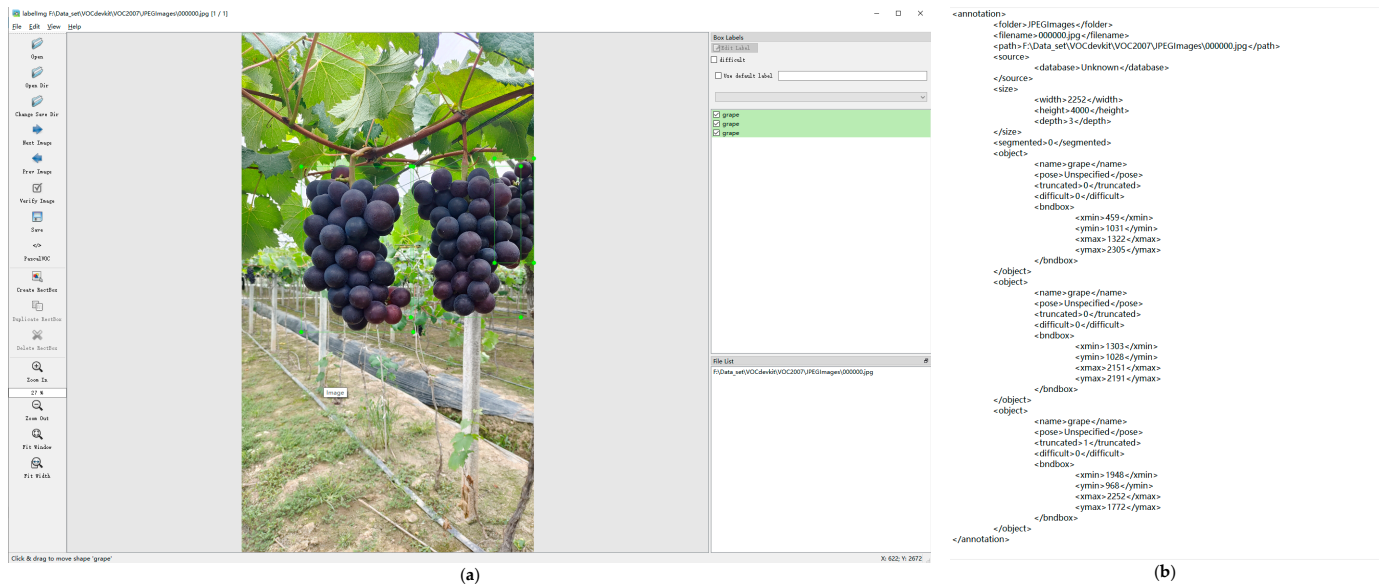 labelImg F:\Data_set\VOCdevkit\VOC2007\JPEGImages\000000.jpg [1 / 1]
File Edit View Help
Open
Open Dir
Change Save Dir
Next Image
Prev Image
Verify Image
Save
</>
PascalVOC
Create RectBox
Duplicate RectBox
Delete RectBox
Zoom In
27 %
Zoom Out
Fit Window
Fit Width
Image
Box Labels
Edit Label
difficult
Use default label
grape
grape
grape
File List
F:\Data_set\VOCdevkit\VOC2007\JPEGImages\000000.jpg
Click & drag to move shape 'grape'
X: 622; Y: 2672
(a)
<annotation>
<folder>JPEGImages</folder>
<filename>000000.jpg</filename>
<path>F:\Data_set\VOCdevkit\VOC2007\JPEGImages\000000.jpg</path>
<source>
<database>Unknown</database>
</source>
<size>
<width>2252</width>
<height>4000</height>
<depth>3</depth>
</size>
<segmented>0</segmented>
<object>
<name>grape</name>
<pose>Unspecified</pose>
<truncated>0</truncated>
<difficult>0</difficult>
<bndbox>
<xmin>459</xmin>
<ymin>1031</ymin>
<xmax>1322</xmax>
<ymax>2305</ymax>
</bndbox>
</object>
<object>
<name>grape</name>
<pose>Unspecified</pose>
<truncated>0</truncated>
<difficult>0</difficult>
<bndbox>
<xmin>1303</xmin>
<ymin>1028</ymin>
<xmax>2151</xmax>
<ymax>2191</ymax>
</bndbox>
</object>
<object>
<name>grape</name>
<pose>Unspecified</pose>
<truncated>1</truncated>
<difficult>0</difficult>
<bndbox>
<xmin>1948</xmin>
<ymin>968</ymin>
<xmax>2252</xmax>
<ymax>1772</ymax>
</bndbox>
</object>
</annotation>
(b)